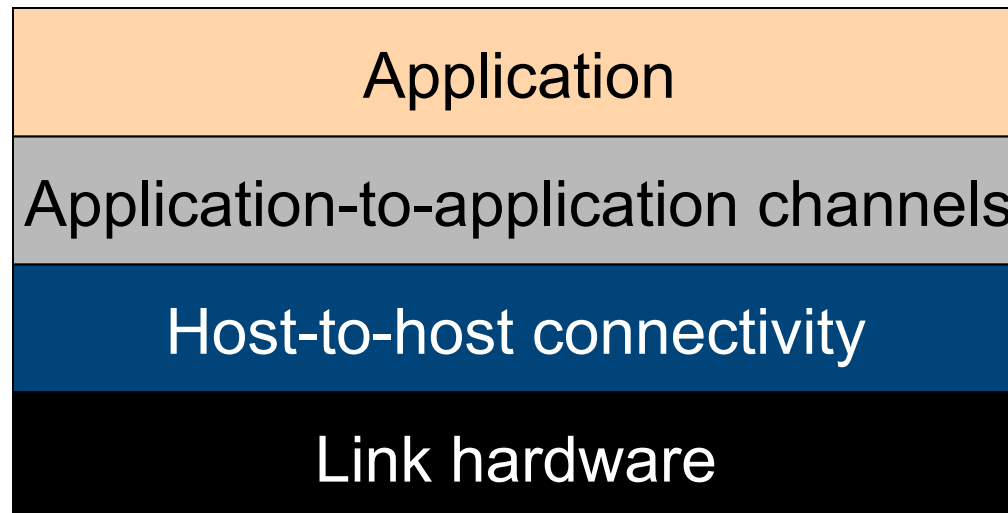 Application
Application-to-application channels
Host-to-host connectivity
Link hardware